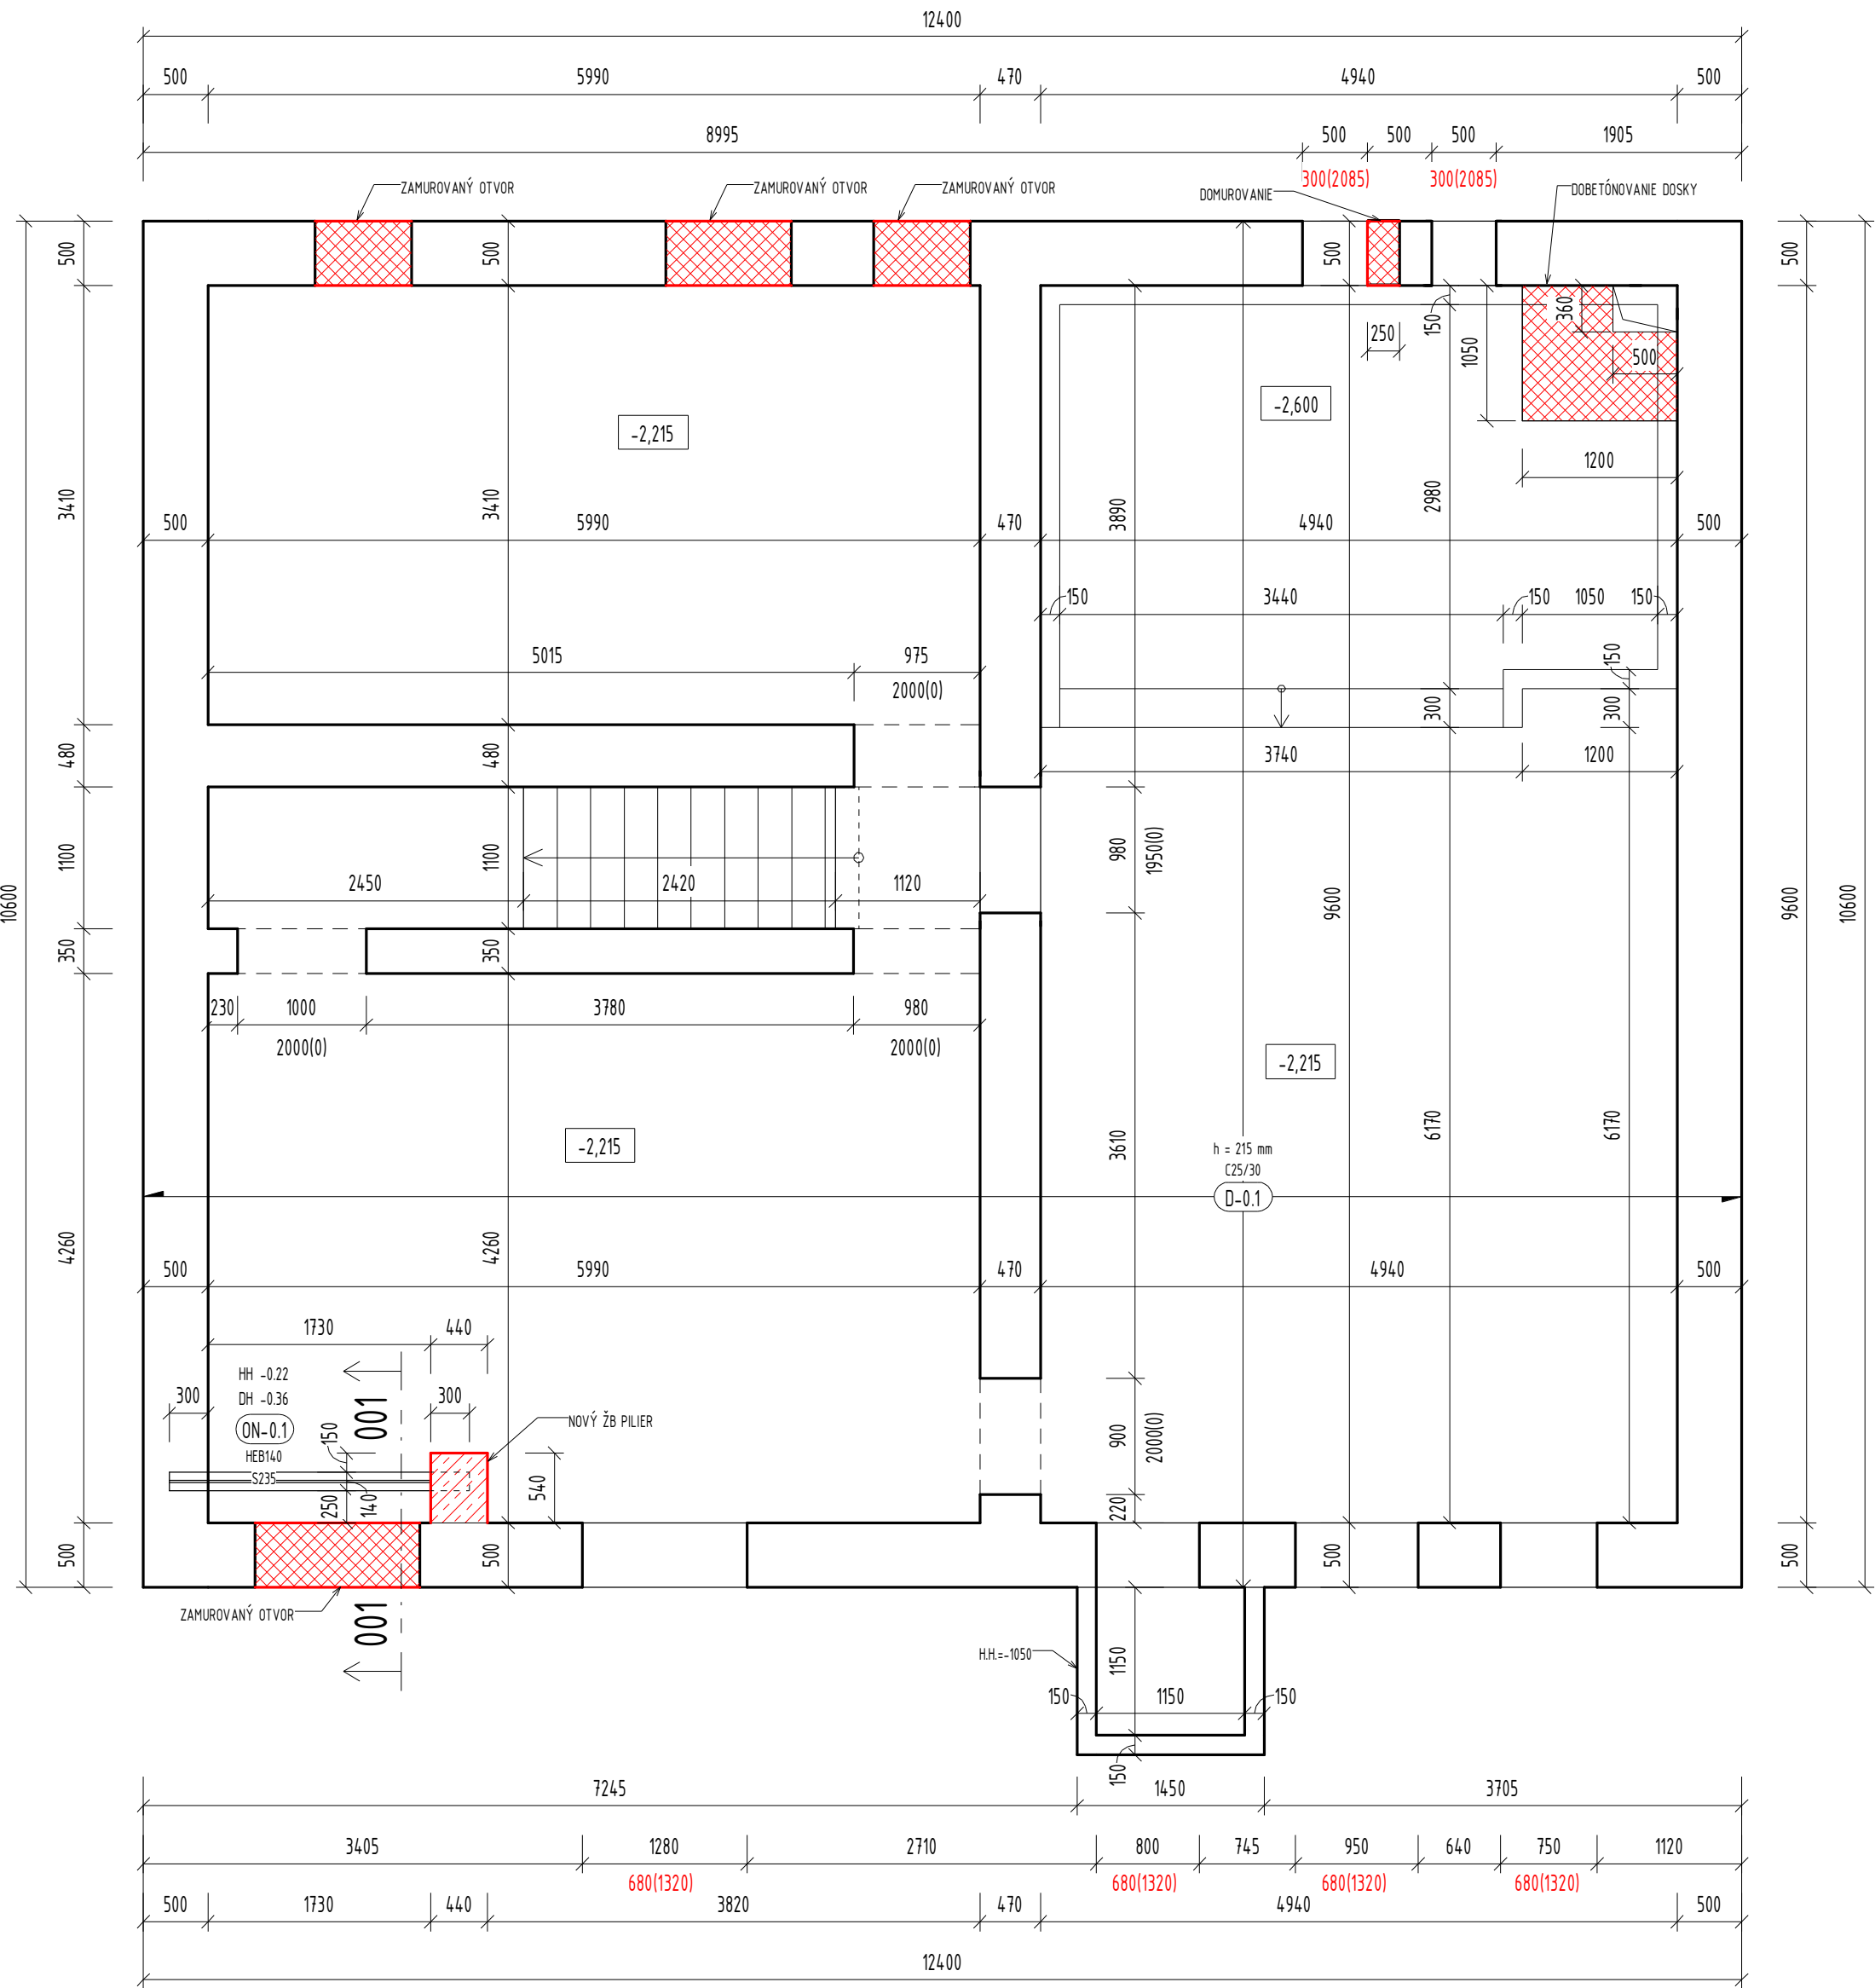 12400
500 5990 470 4940 500
8995 500 500 500 1905
300(2085) 300(2085)
ZAMUROVANÝ OTVOR ZAMUROVANÝ OTVOR ZAMUROVANÝ OTVOR DOMUROVANIE DOBETÓNOVANIE DOSKY
500 500 500 500
150 360
250 1050 500
-2,600
-2,215
1200
3410 3410 3890 2980
500 5990 470 4940 500
150 3440 150 1050 150
5015 975 150
2000(0)
300 300
480 480 3740 1200
1100 1100 980 1950(0)
2450 2420 1120
10600 9600 9600 10600
350 350
230 1000 3780 980
2000(0) 2000(0)
-2,215
-2,215
3610 6170 6170
h = 215 mm
C25/30
D-0.1
4260 4260
500 5990 470 4940 500
1730 440
HH -0.22
DH -0.36
300 300
ON-0.1
001
150
HEB140
S235
NOVÝ ŽB PILIER
900 2000(0)
250 140 540 220
500 500 500 500
ZAMUROVANÝ OTVOR
001
H.H.=-1050
1150
150 1150 150
150
7245 1450 3705
3405 1280 2710 800 745 950 640 750 1120
680(1320) 680(1320) 680(1320) 680(1320)
500 1730 440 3820 470 4940 500
12400